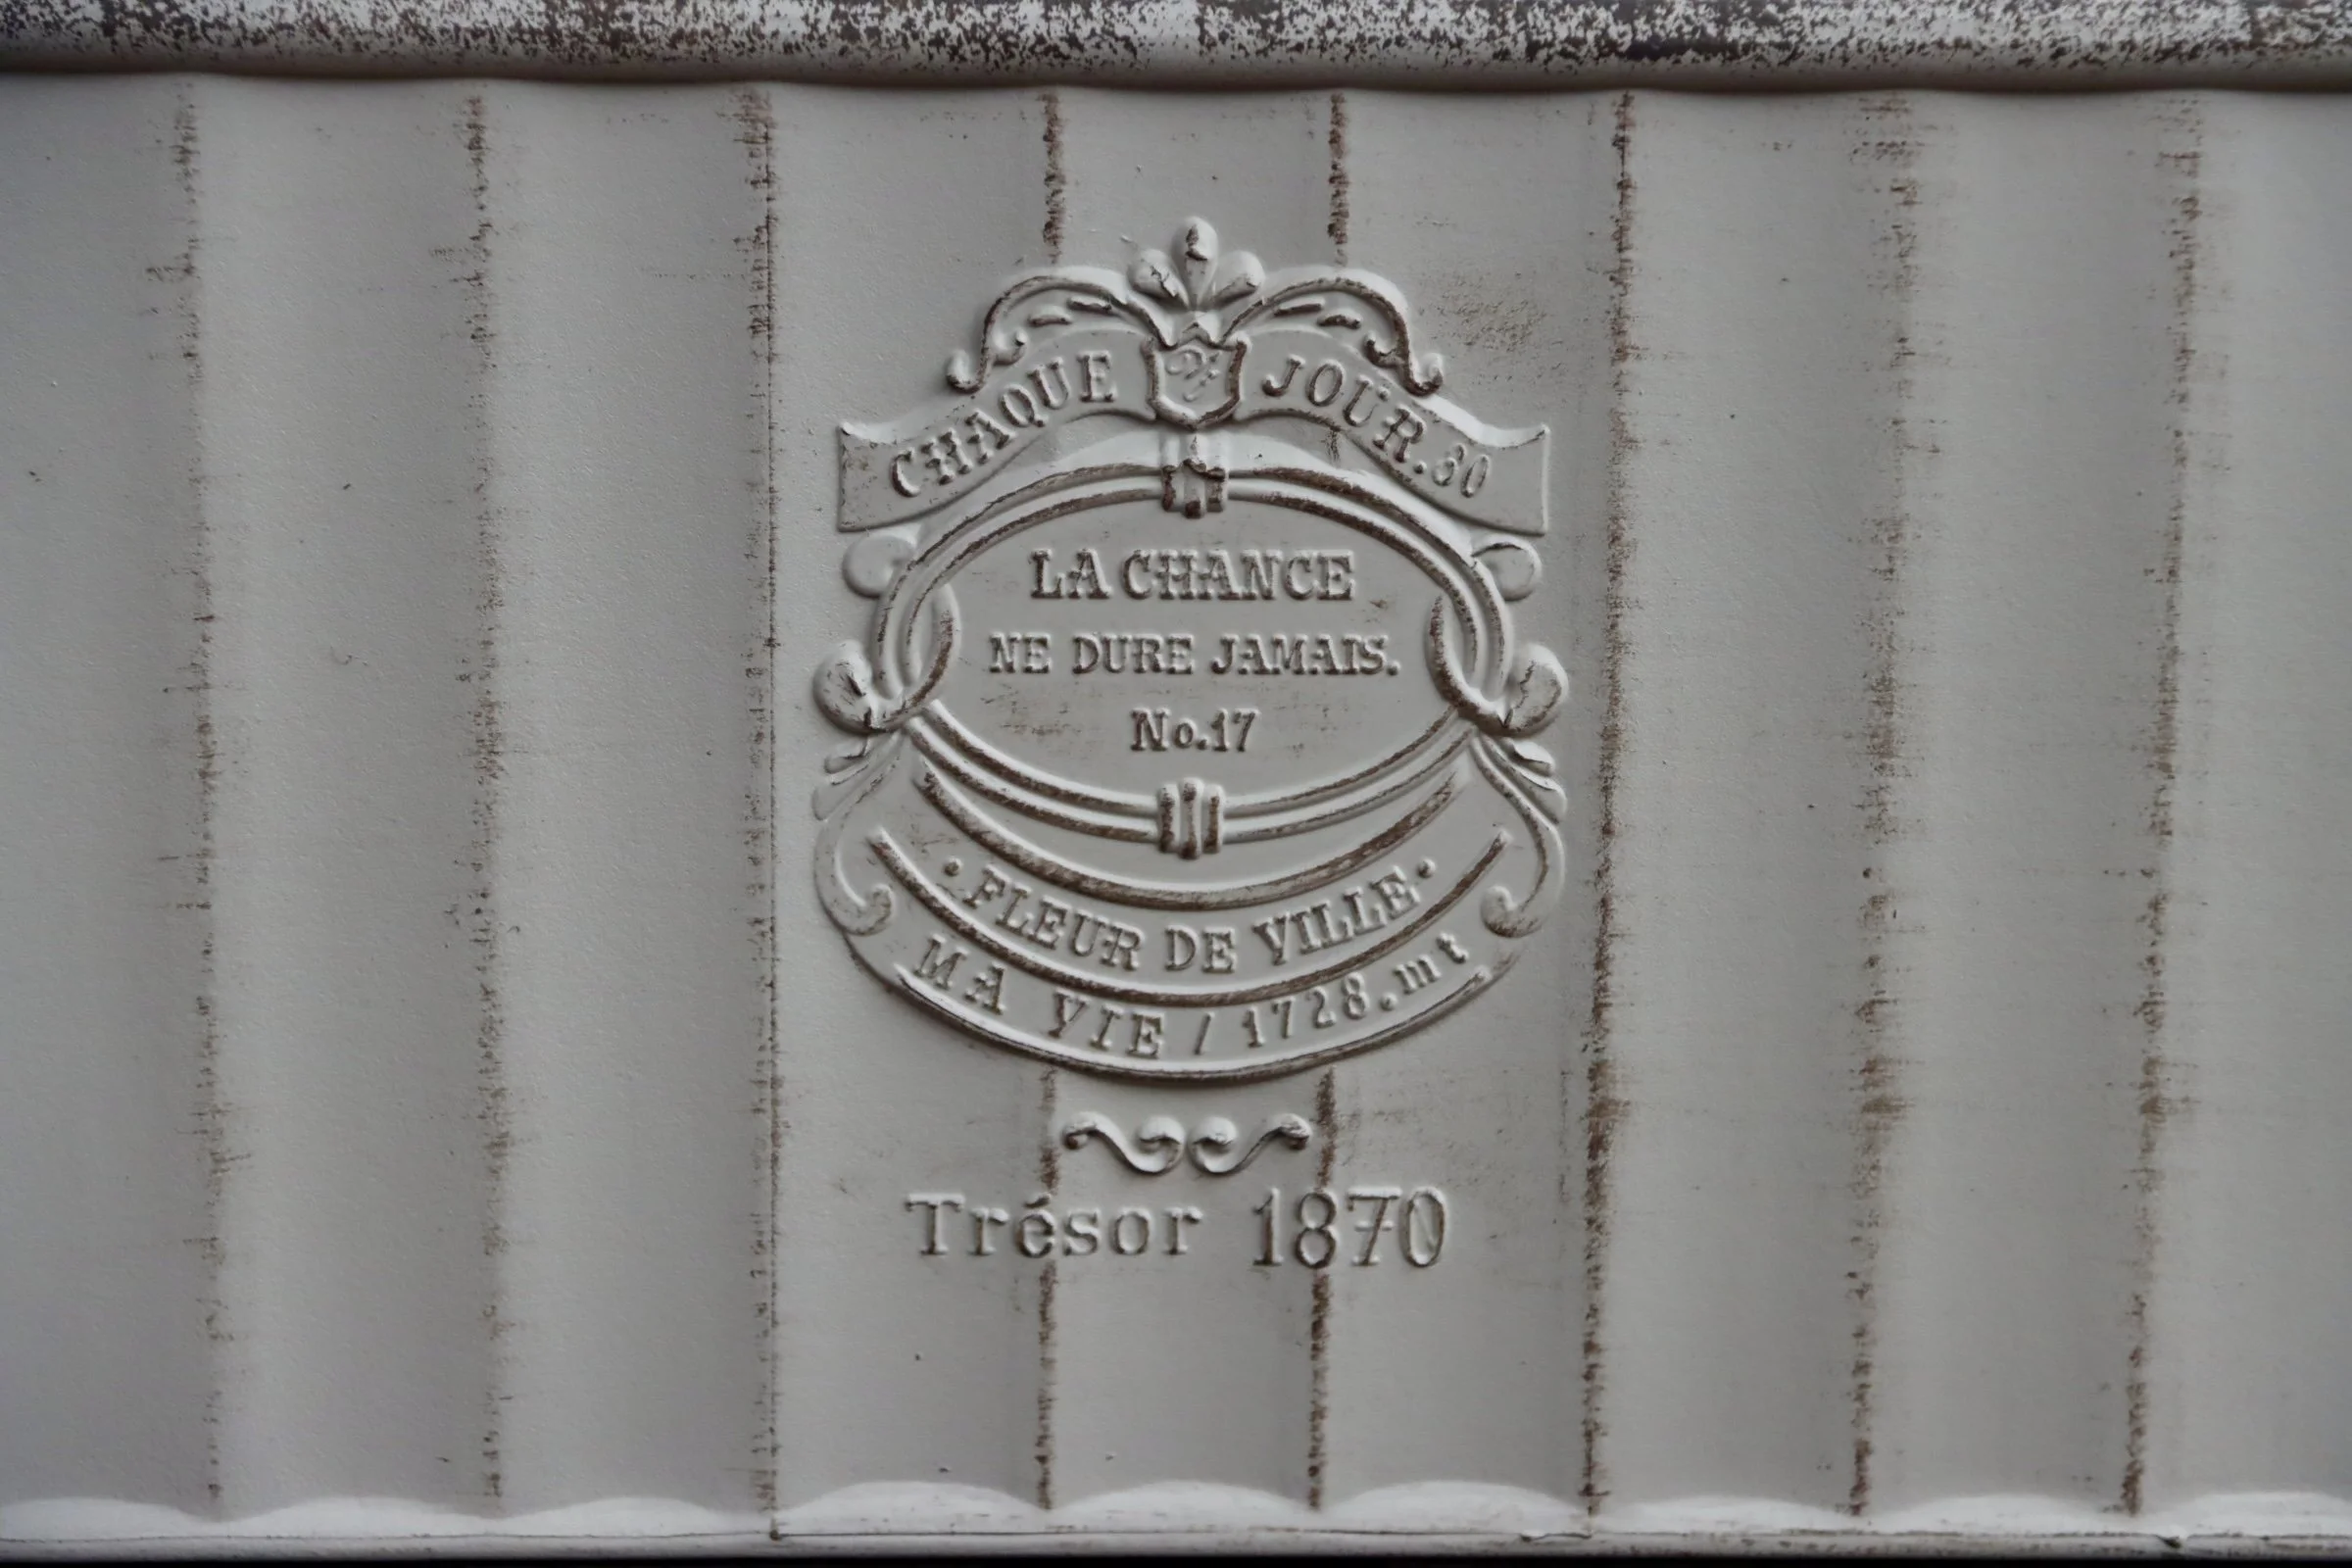 CHAQUE JOUR.30
LA CHANCE
NE DURE JAMAIS.
No.17
·FLEUR DE VILLE·
MA VIE / 1728.mt
Trésor 1870